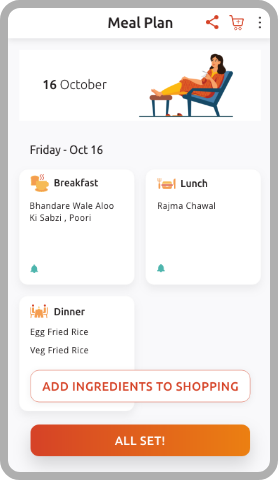 Meal Plan
16 October
Friday - Oct 16
Breakfast
Bhandare Wale Aloo
Ki Sabzi , Poori
Lunch
Rajma Chawal
Dinner
Egg Fried Rice
Veg Fried Rice
ADD INGREDIENTS TO SHOPPING
ALL SET!